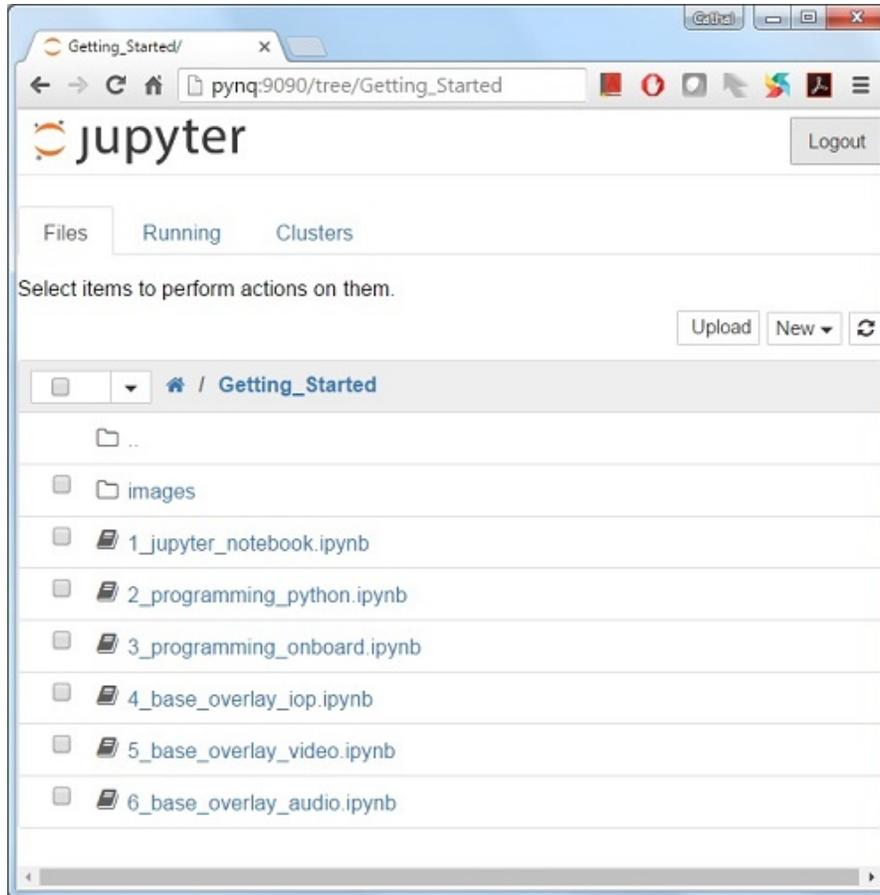 Cathal
Getting_Started/
pynq:9090/tree/Getting_Started
jupyter
Logout
Files Running Clusters
Select items to perform actions on them.
Upload New
/ Getting_Started
..
images
1_jupyter_notebook.ipynb
2_programming_python.ipynb
3_programming_onboard.ipynb
4_base_overlay_iop.ipynb
5_base_overlay_video.ipynb
6_base_overlay_audio.ipynb